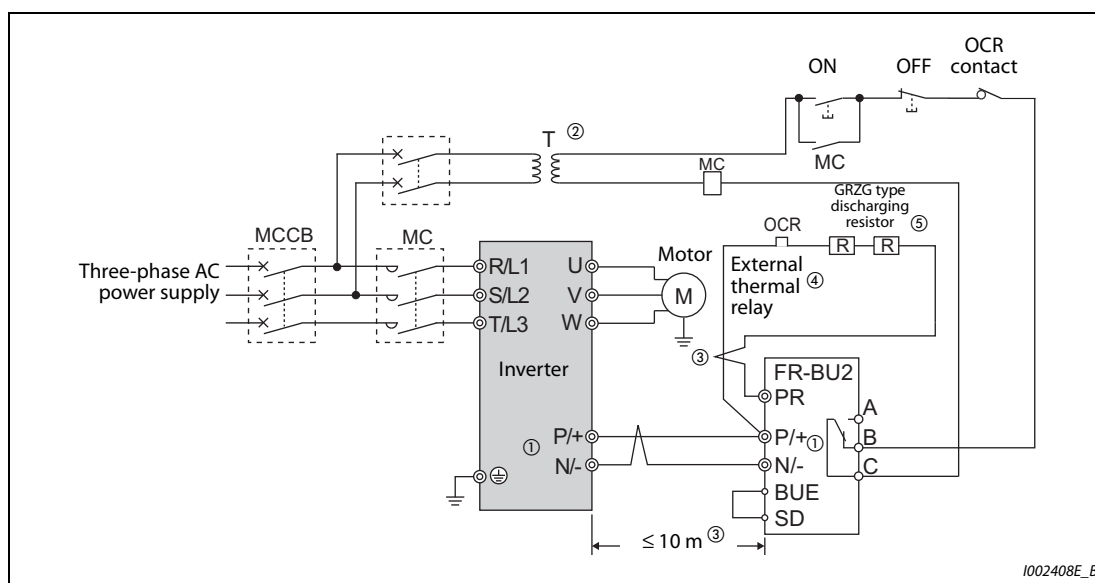 OCR
contact
ON
OFF
T ②
MC
MC
GRZG type
discharging
resistor ⑤
OCR
R
R
MCCB
MC
Three-phase AC
power supply
R/L1
S/L2
T/L3
U
V
W
Motor
M
External
thermal ④
relay
Inverter
③
FR-BU2
PR
A
B
C
① P/+
N/-
P/+ ①
N/-
BUE
SD
≤ 10 m ③
I002408E_B